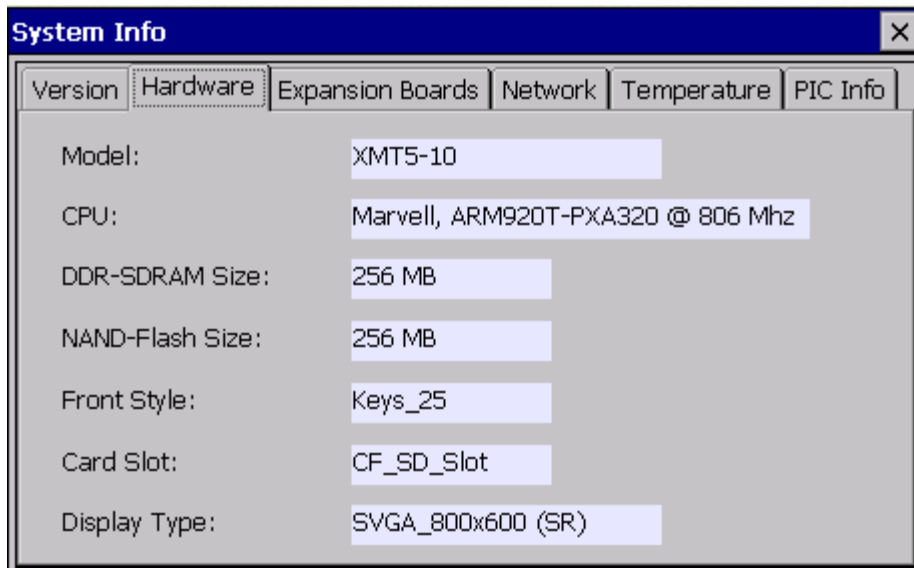 System Info
Version Hardware Expansion Boards Network Temperature PIC Info
Model: XMT5-10
CPU: Marvell, ARM920T-PXA320 @ 806 Mhz
DDR-SDRAM Size: 256 MB
NAND-Flash Size: 256 MB
Front Style: Keys_25
Card Slot: CF_SD_Slot
Display Type: SVGA_800x600 (SR)